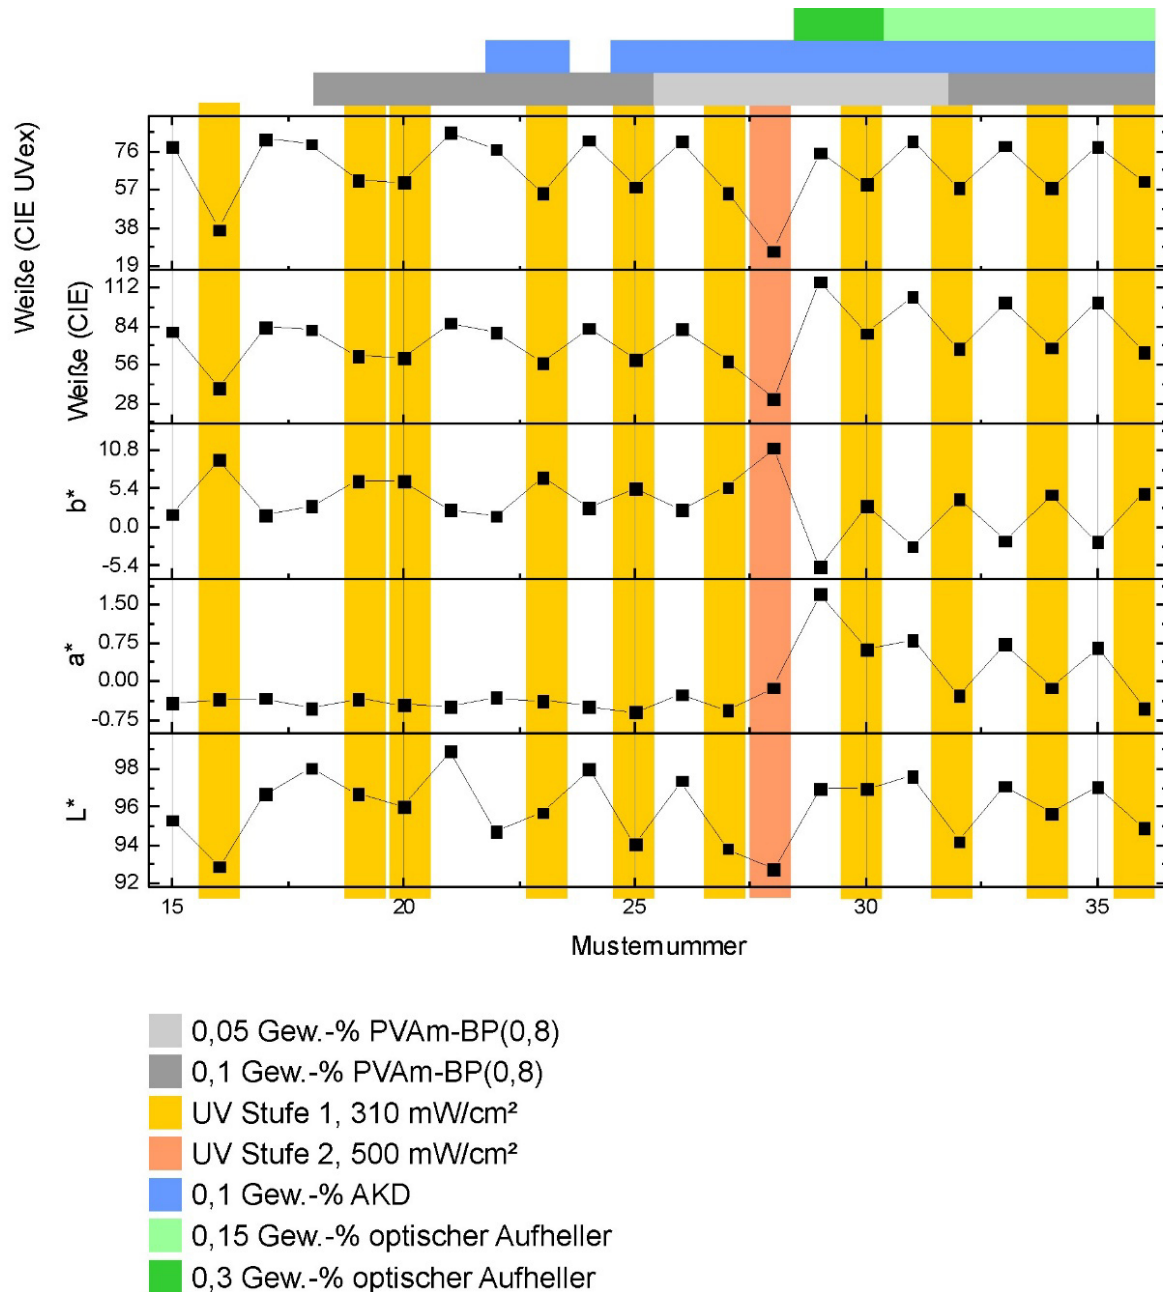 Weiße (CIE UVex)
76
57
38
19
Weiße (CIE)
112
84
56
28
b*
10.8
5.4
0.0
-5.4
a*
1.50
0.75
0.00
-0.75
L*
98
96
94
92
15 20 25 30 35
Musternummer
0,05 Gew.-% PVAm-BP(0,8)
0,1 Gew.-% PVAm-BP(0,8)
UV Stufe 1, 310 mW/cm²
UV Stufe 2, 500 mW/cm²
0,1 Gew.-% AKD
0,15 Gew.-% optischer Aufheller
0,3 Gew.-% optischer Aufheller